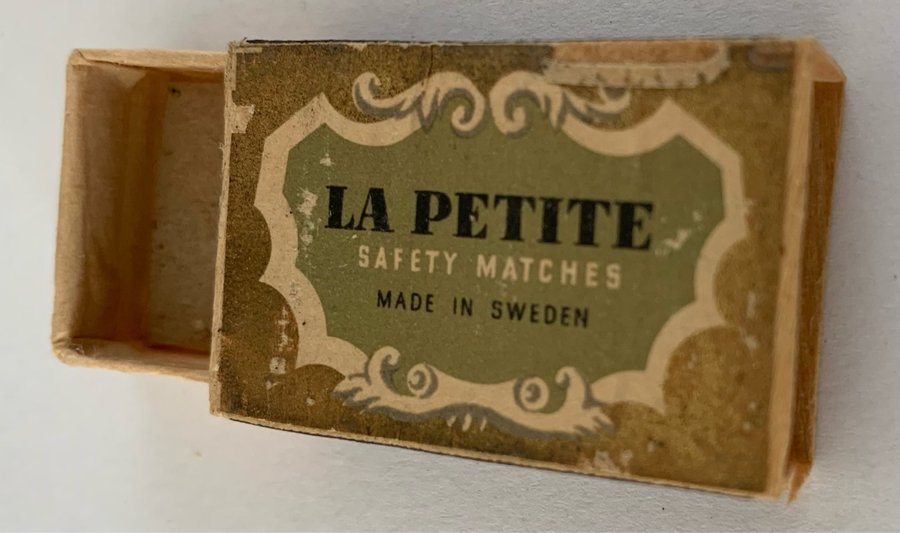 LA PETITE
SAFETY MATCHES
MADE IN SWEDEN